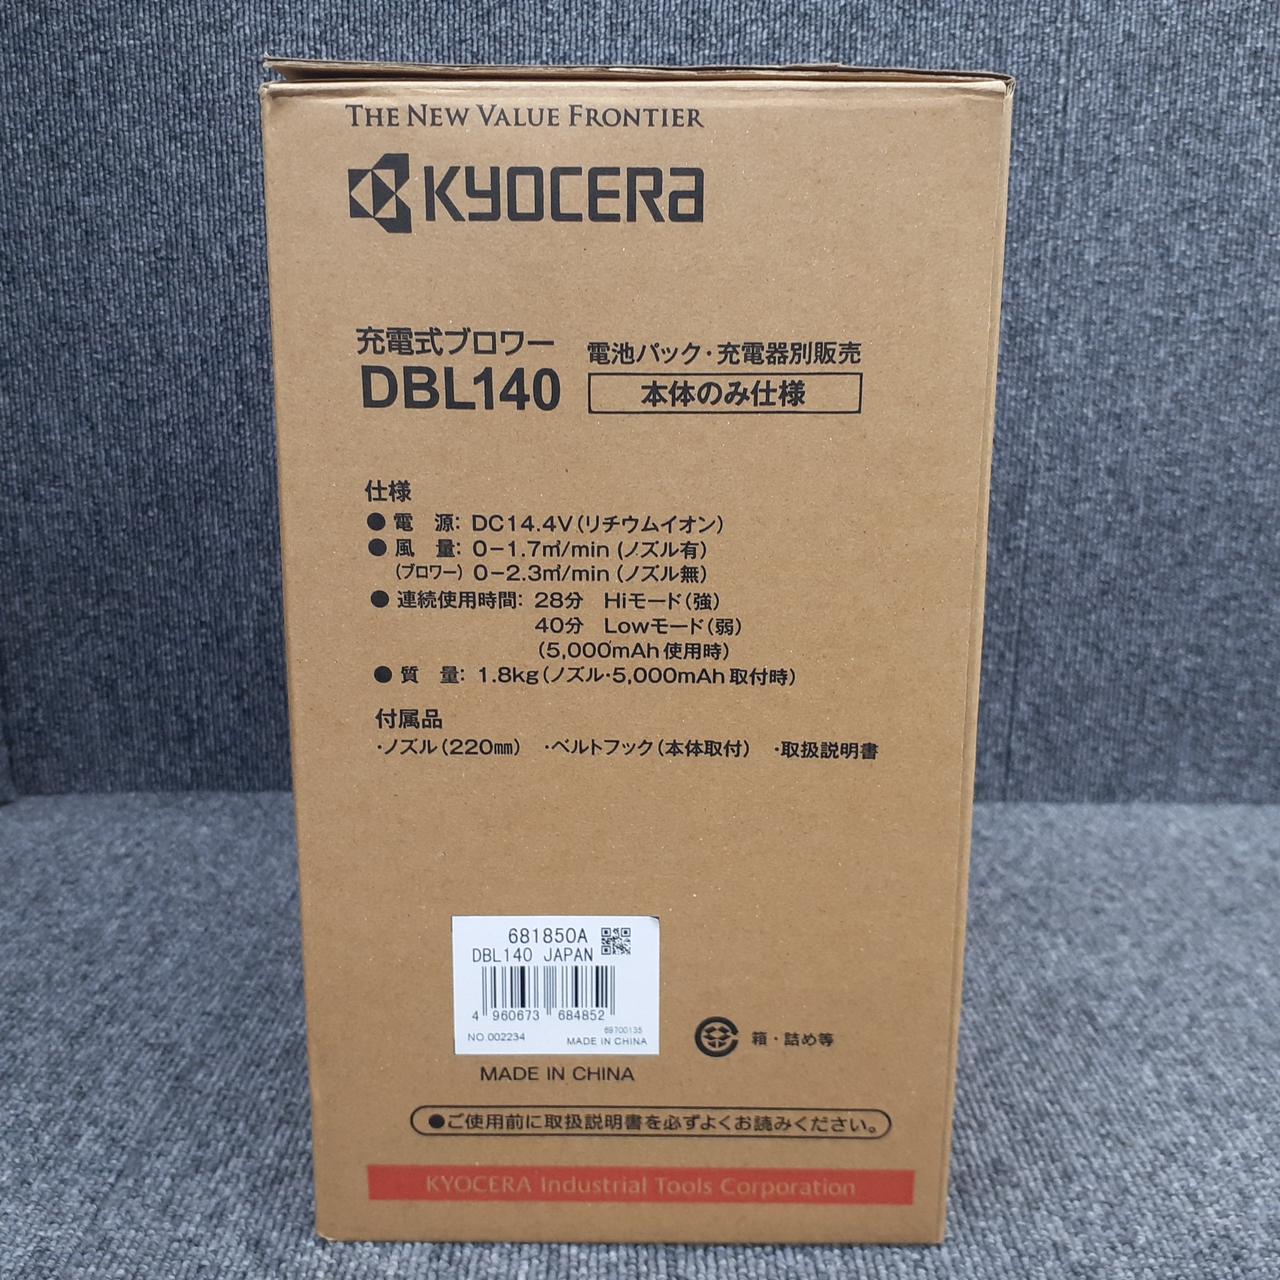 THE NEW VALUE FRONTIER
KYOCERA
充電式ブロワー
DBL140
電池パック・充電器別販売
本体のみ仕様
仕様
●電 源: DC14.4V(リチウムイオン)
●風 量: 0-1.7㎥/min (ノズル有)
(ブロワー) 0-2.3㎥/min (ノズル無)
●連続使用時間: 28分 Hiモード(強)
40分 Lowモード(弱)
(5,000mAh使用時)
●質 量: 1.8kg(ノズル・5,000mAh取付時)
付属品
・ノズル(220㎜) ・ベルトフック(本体取付) ・取扱説明書
681850A
DBL140 JAPAN
4 960673 684852
69700135
NO.002234 MADE IN CHINA
箱・詰め等
MADE IN CHINA
●ご使用前に取扱説明書を必ずよくお読みください。
KYOCERA Industrial Tools Corporation